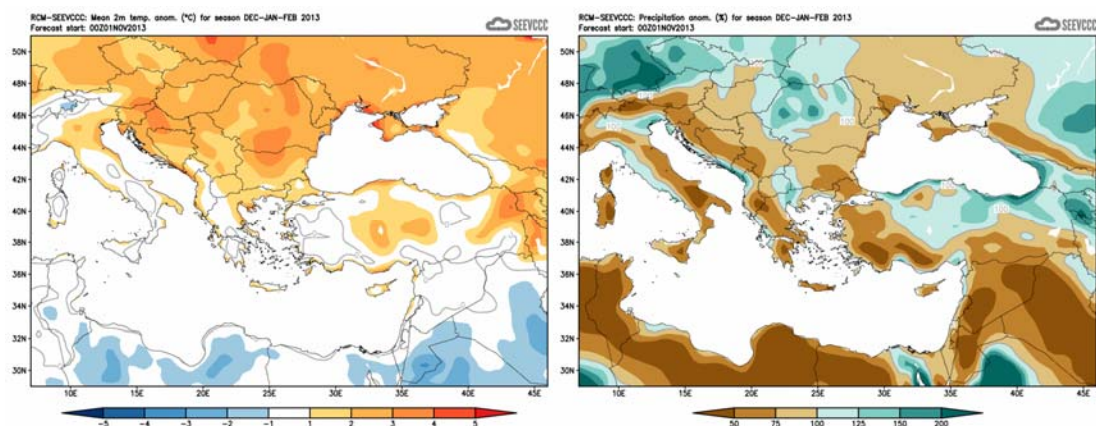 RCM-SEEVCCC: Mean 2m temp. anom. (°C) for season DEC-JAN-FEB 2013
Forecast start: 00Z01NOV2013
SEEVCCC
50N
48N
46N
44N
42N
40N
38N
36N
34N
32N
30N
10E 15E 20E 25E 30E 35E 40E 45E
-5 -4 -3 -2 -1 1 2 3 4 5
RCM-SEEVCCC: Precipitation anom. (%) for season DEC-JAN-FEB 2013
Forecast start: 00Z01NOV2013
SEEVCCC
50N
48N
46N
44N
42N
40N
38N
36N
34N
32N
30N
100
100
100
10E 15E 20E 25E 30E 35E 40E 45E
50 75 100 125 150 200